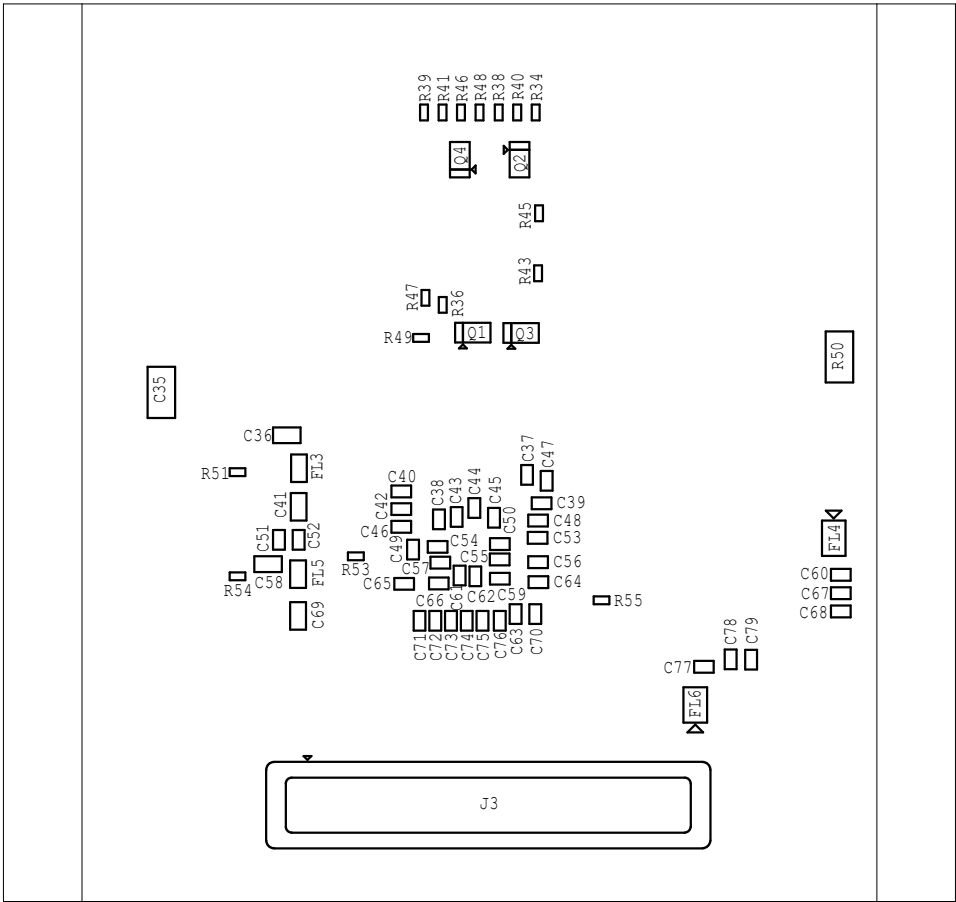 R39 R41 R46 R48 R38 R40 R34
Q4 Q2
R45
R43
R47 R36
R49 Q1 Q3
R50
C35
C36
C37 C47
R51 FL3
C40 C44
C41 C42 C38 C43 C45 C39
C46 C50 C48
C51 C52 C49 C54 C53 FL4
R53 C57 C55 C56
C58 FL5 C60
R54 C65 C66 C61 C62 C59 C64
C67
R55
C69 C68
C71 C72 C73 C74 C75 C76 C63 C70
C78 C79
C77
FL6
J3